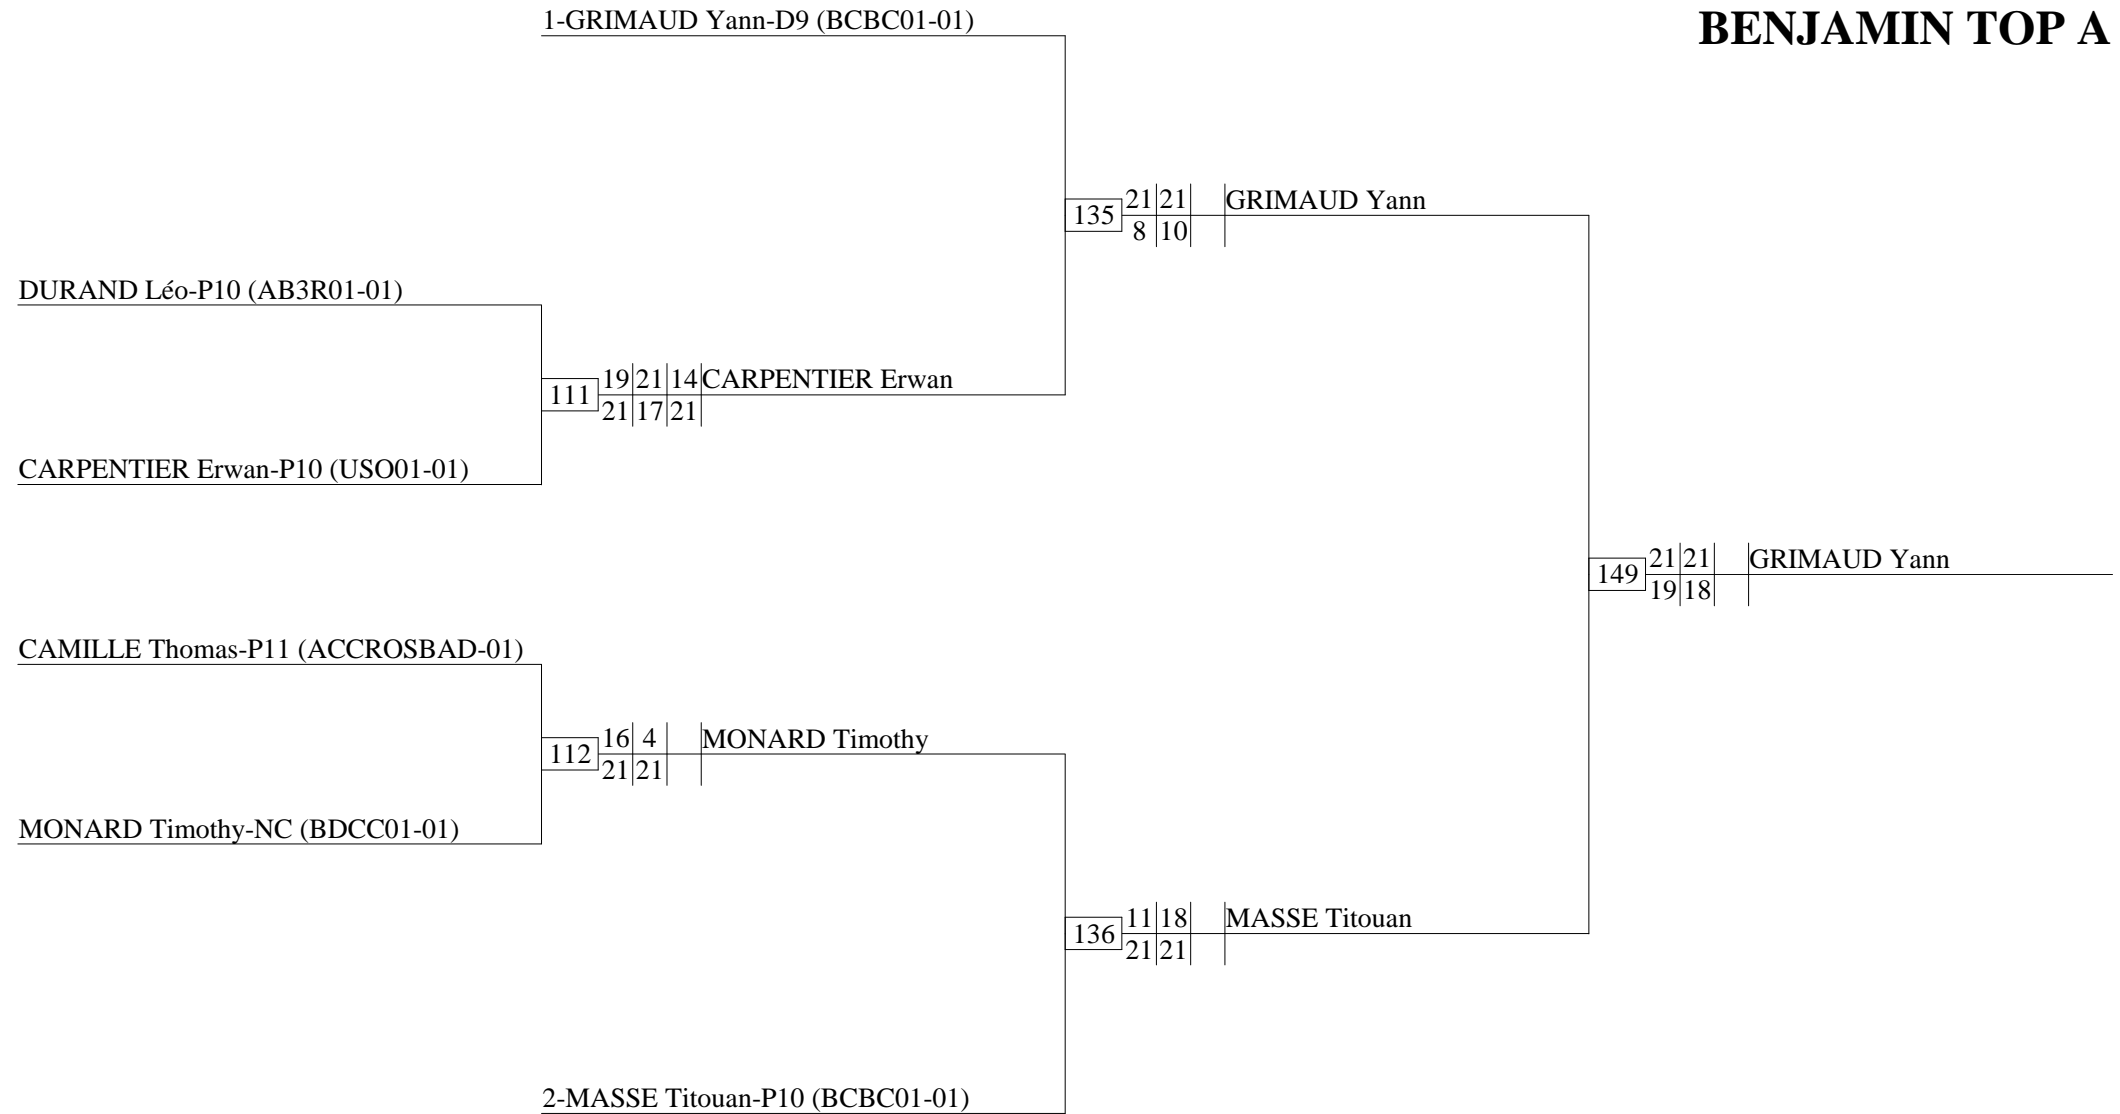 1-GRIMAUD Yann-D9 (BCBC01-01)
BENJAMIN TOP A
135 21 21 GRIMAUD Yann
8 10
DURAND Léo-P10 (AB3R01-01)
111 19 21 14 CARPENTIER Erwan
21 17 21
CARPENTIER Erwan-P10 (USO01-01)
149 21 21 GRIMAUD Yann
19 18
CAMILLE Thomas-P11 (ACCROSBAD-01)
112 16 4 MONARD Timothy
21 21
MONARD Timothy-NC (BDCC01-01)
136 11 18 MASSE Titouan
21 21
2-MASSE Titouan-P10 (BCBC01-01)